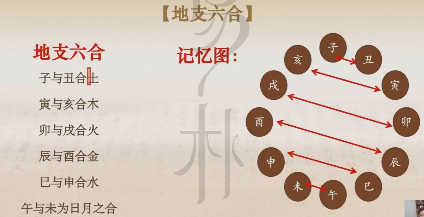 【地支六合】
地支六合
子与丑合土
寅与亥合木
卯与戌合火
辰与酉合金
巳与申合水
午与未为日月之合
记忆图：
子
丑
寅
卯
辰
巳
午
未
申
酉
戌
亥